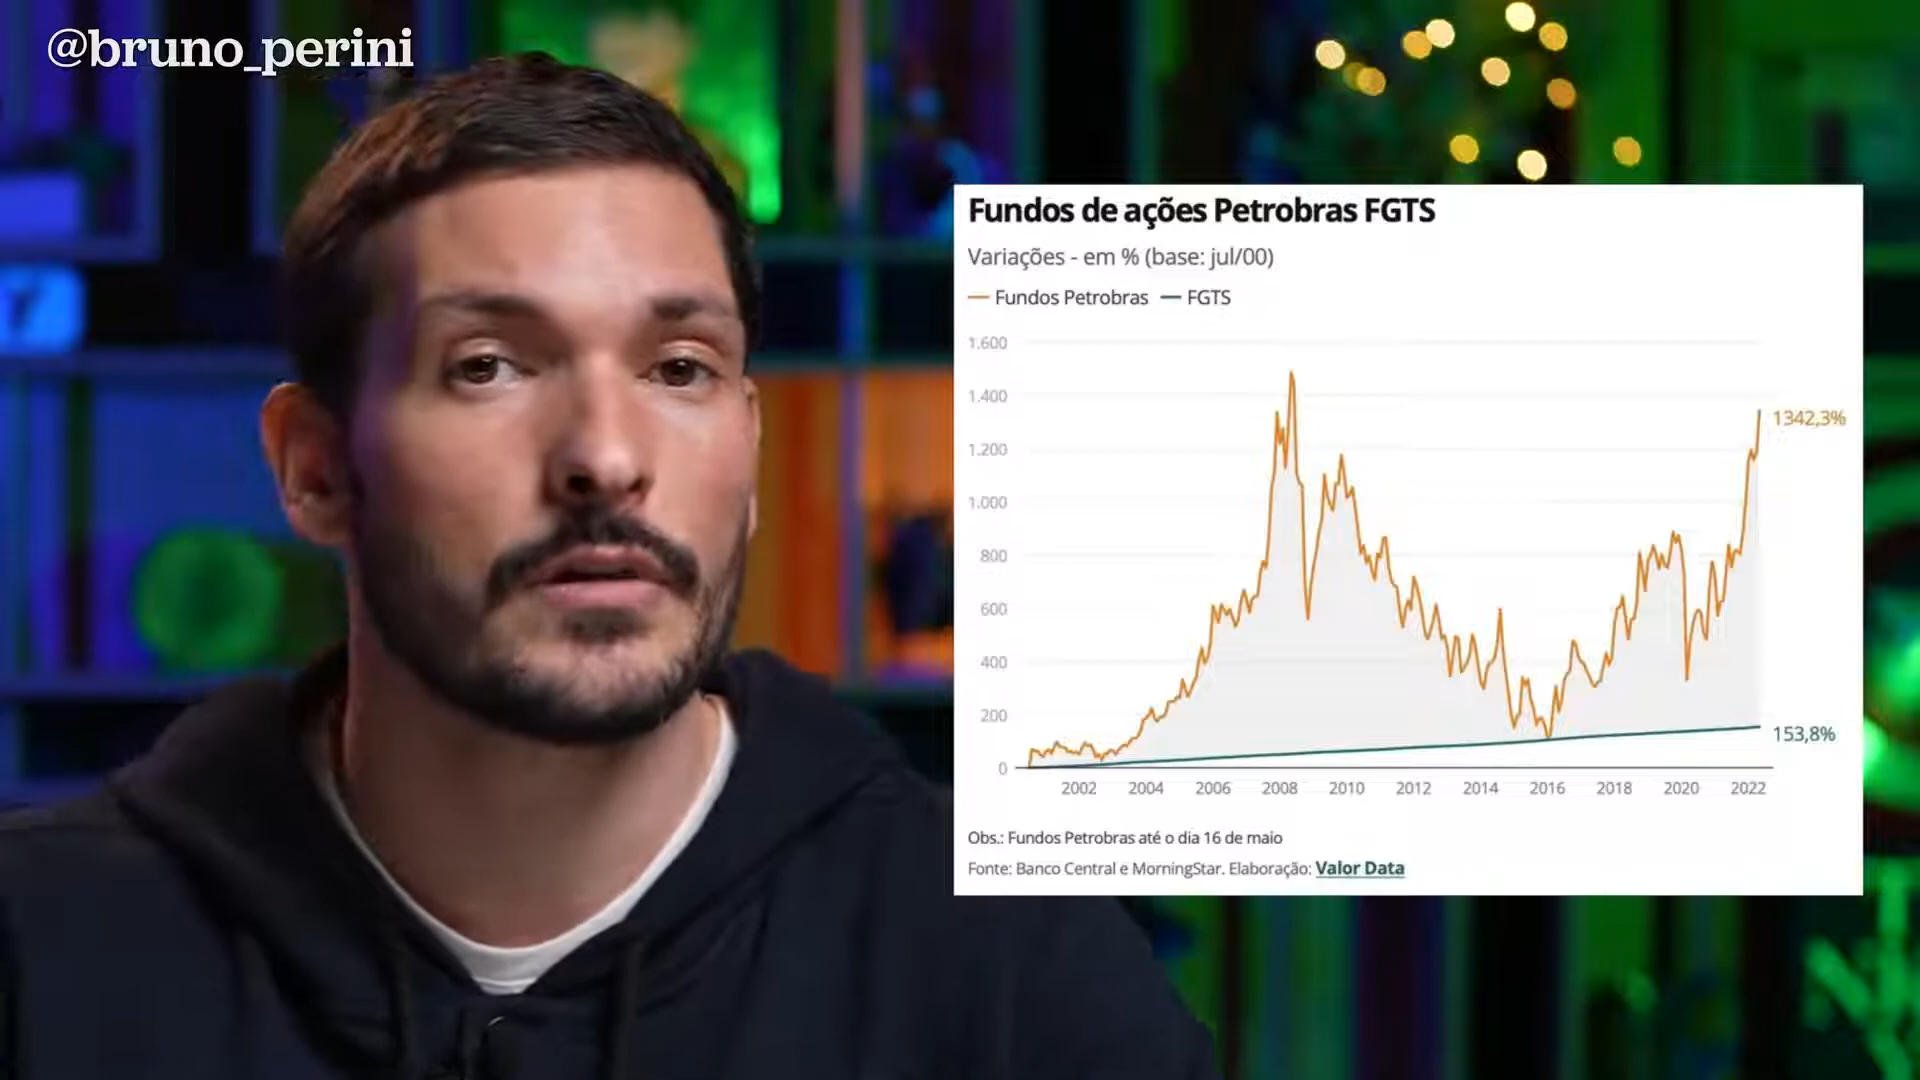 @bruno_perini
Fundos de ações Petrobras FGTS
Variações - em % (base: jul/00)
Fundos Petrobras FGTS
1.600
1.400
1342,3%
1.200
1.000
800
600
400
200
153,8%
0
2002 2004 2006 2008 2010 2012 2014 2016 2018 2020 2022
Obs.: Fundos Petrobras até o dia 16 de maio
Fonte: Banco Central e MorningStar. Elaboração: Valor Data